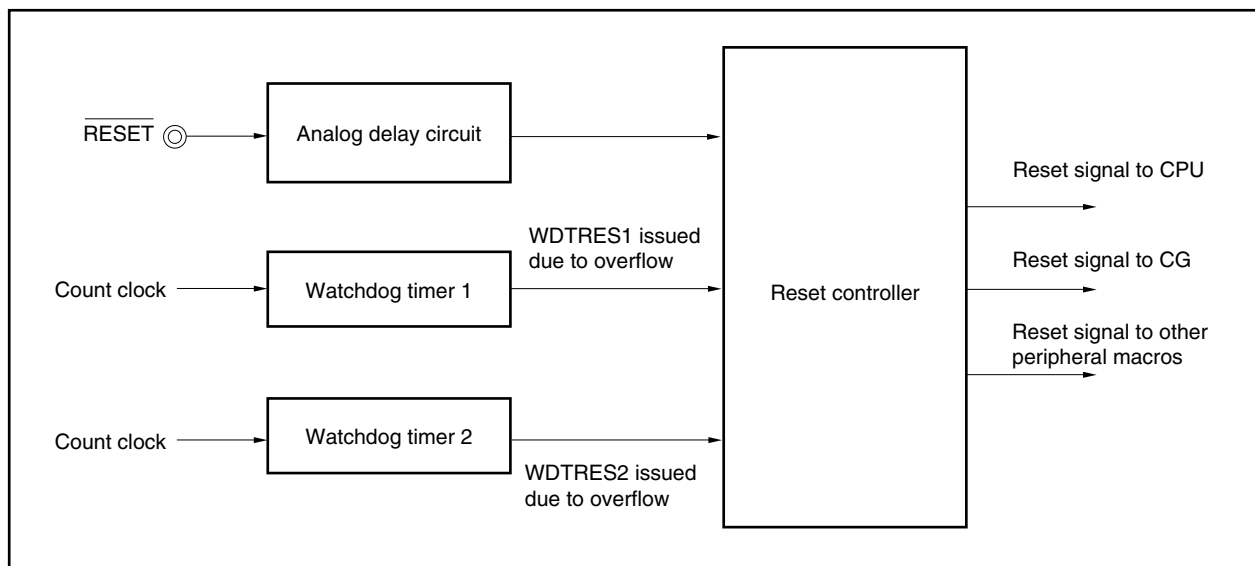 RESET
Analog delay circuit
Reset signal to CPU
WDTRES1 issued
due to overflow
Reset signal to CG
Count clock
Watchdog timer 1
Reset controller
Reset signal to other
peripheral macros
Count clock
Watchdog timer 2
WDTRES2 issued
due to overflow